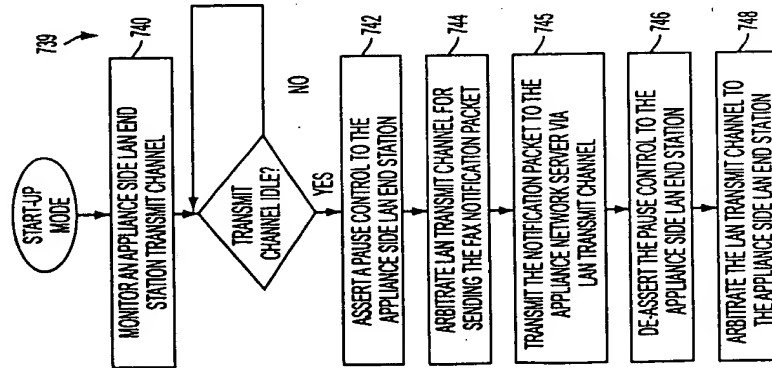 739
START-UP
MODE
740
MONITOR AN APPLIANCE SIDE LAN END
STATION TRANSMIT CHANNEL
TRANSMIT
CHANNEL IDLE?
NO
YES
742
ASSERT A PAUSE CONTROL TO THE
APPLIANCE SIDE LAN END STATION
744
ARBITRATE LAN TRANSMIT CHANNEL FOR
SENDING THE FAX NOTIFICATION PACKET
745
TRANSMIT THE NOTIFICATION PACKET TO THE
APPLIANCE NETWORK SERVER VIA
LAN TRANSMIT CHANNEL
746
DE-ASSERT THE PAUSE CONTROL TO THE
APPLIANCE SIDE LAN END STATION
748
ARBITRATE THE LAN TRANSMIT CHANNEL TO
THE APPLIANCE SIDE LAN END STATION